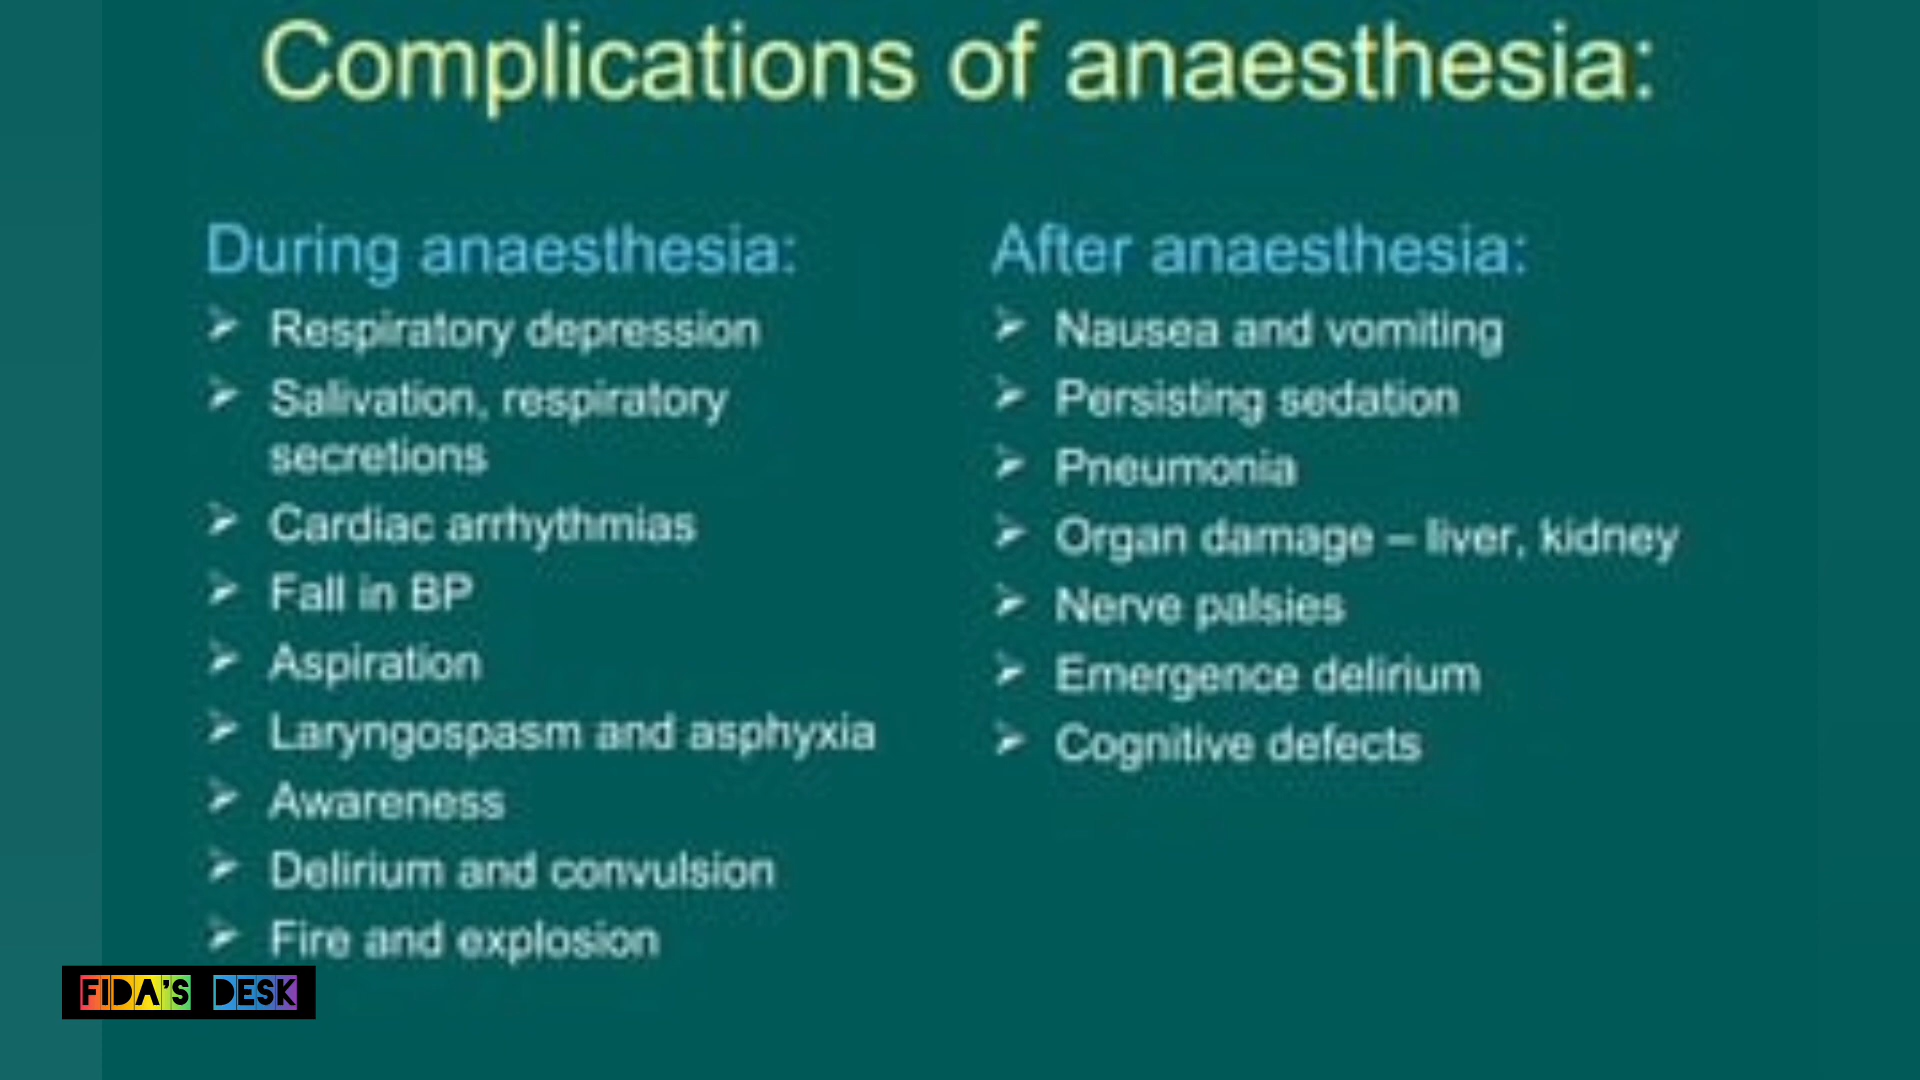 Complications of anaesthesia:
During anaesthesia:
➢ Respiratory depression
➢ Salivation, respiratory
secretions
➢ Cardiac arrhythmias
➢ Fall in BP
➢ Aspiration
➢ Laryngospasm and asphyxia
➢ Awareness
➢ Delirium and convulsion
➢ Fire and explosion
After anaesthesia:
➢ Nausea and vomiting
➢ Persisting sedation
➢ Pneumonia
➢ Organ damage – liver, kidney
➢ Nerve palsies
➢ Emergence delirium
➢ Cognitive defects
FIDA'S DESK